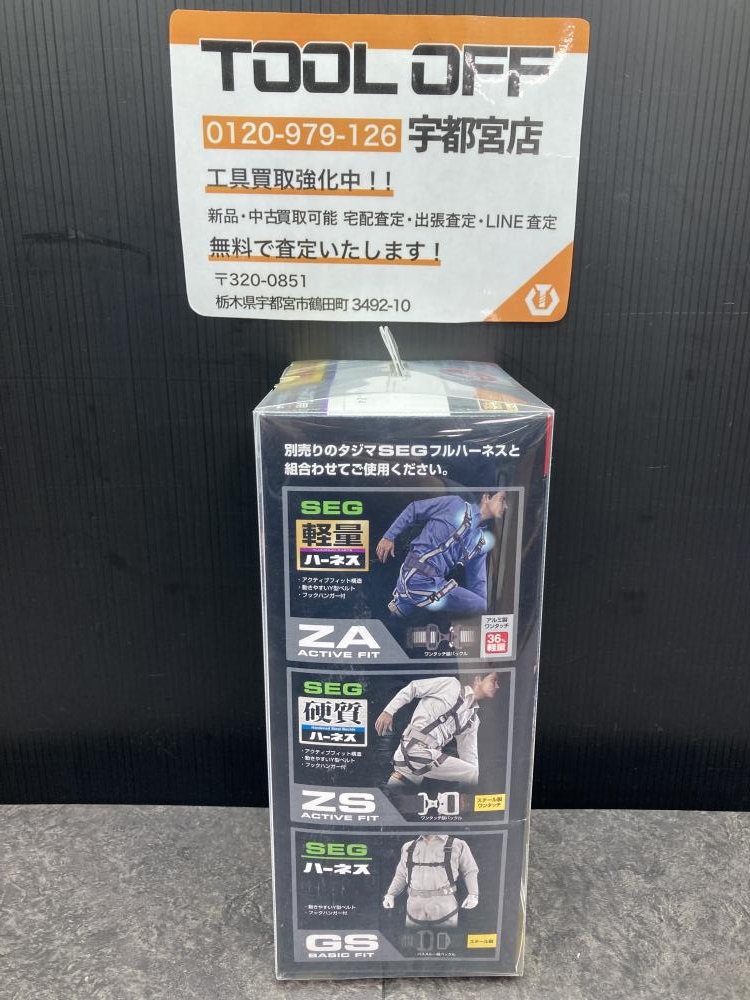 TOOL OFF
0120-979-126 宇都宮店
工具買取強化中!!
新品・中古買取可能 宅配査定・出張査定・LINE査定
無料で査定いたします!
〒320-0851
栃木県宇都宮市鶴田町 3492-10
別売りのタジマSEGフルハーネスと
組合わせてご使用ください。
SEG
軽量
ハーネス
・アクティブフィット構造
・動きやすいY型ベルト
・フックハンガー付
ZA
ACTIVE FIT
ワンタッチ製バックル
アルミ製
ワンタッチ
36%
軽量
SEG
硬質
Hardened Steel Buckle
ハーネス
・アクティブフィット構造
・動きやすいY型ベルト
・フックハンガー付
ZS
ACTIVE FIT
スチール製
ワンタッチ
SEG
ハーネス
・動きやすいY型ベルト
・フックハンガー付
GS
BASIC FIT
スチール製